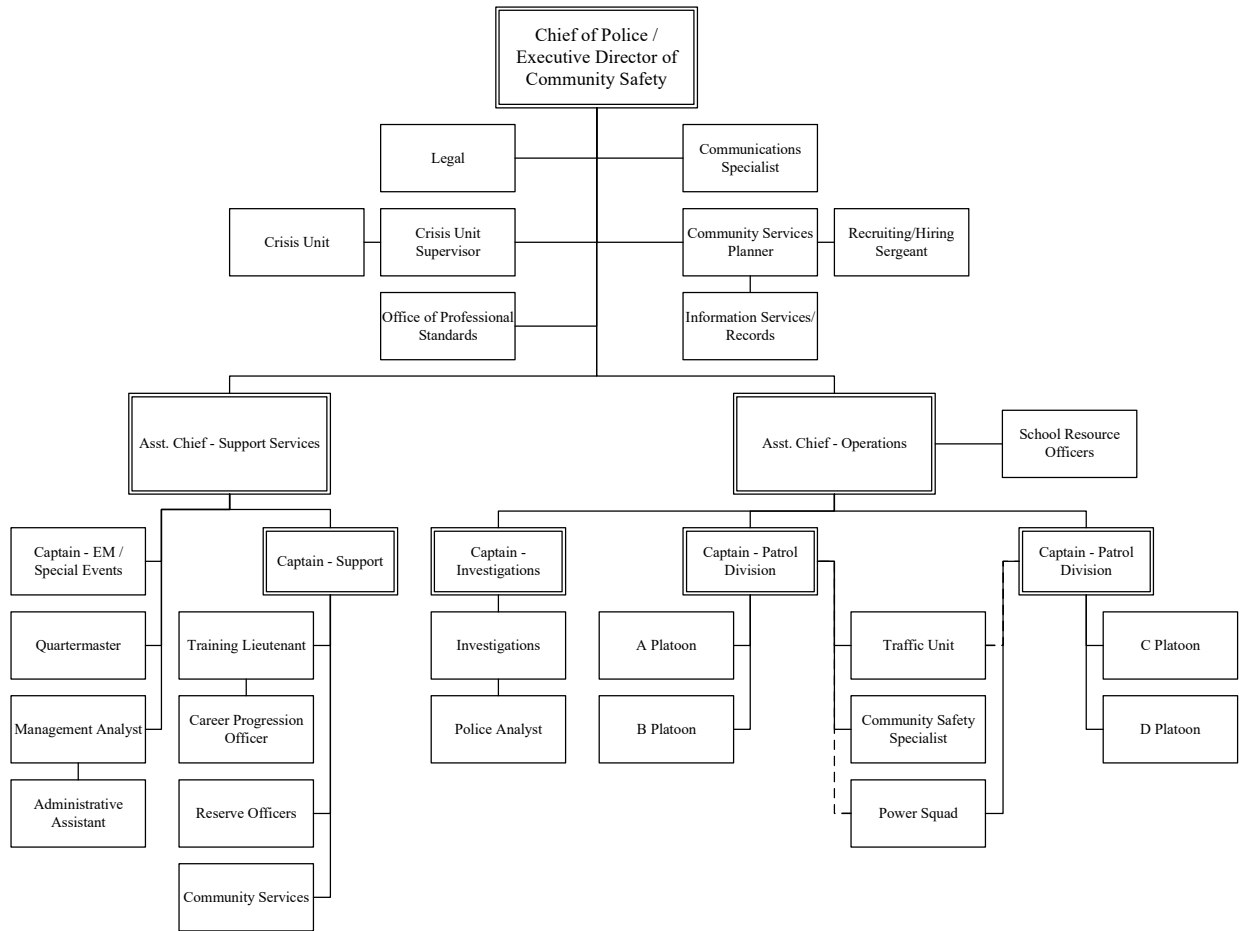 Chief of Police /
Executive Director of
Community Safety
Legal
Communications
Specialist
Crisis Unit
Crisis Unit
Supervisor
Community Services
Planner
Recruiting/Hiring
Sergeant
Office of Professional
Standards
Information Services/
Records
Asst. Chief - Support Services
Asst. Chief - Operations
School Resource
Officers
Captain - EM /
Special Events
Captain - Support
Captain -
Investigations
Captain - Patrol
Division
Captain - Patrol
Division
Quartermaster
Training Lieutenant
Investigations
A Platoon
Traffic Unit
C Platoon
Management Analyst
Career Progression
Officer
Police Analyst
B Platoon
Community Safety
Specialist
D Platoon
Administrative
Assistant
Reserve Officers
Power Squad
Community Services